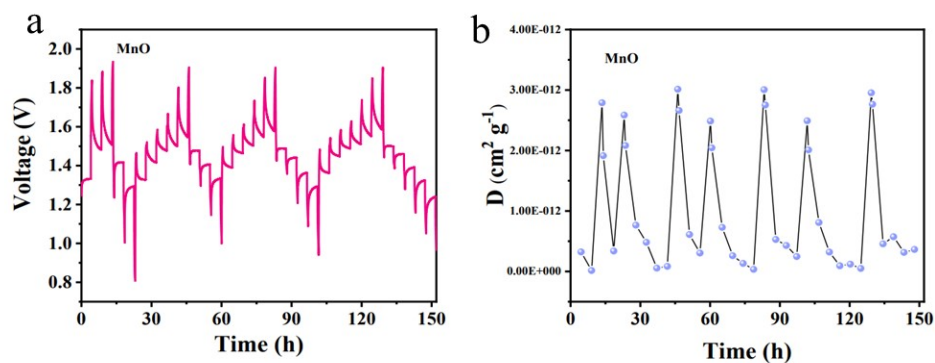 a
MnO
Voltage (V)
2.0
1.8
1.6
1.4
1.2
1.0
0.8
0
30
60
90
120
150
Time (h)
b
MnO
D (cm² g⁻¹)
4.00E-012
3.00E-012
2.00E-012
1.00E-012
0.00E+000
0
30
60
90
120
150
Time (h)